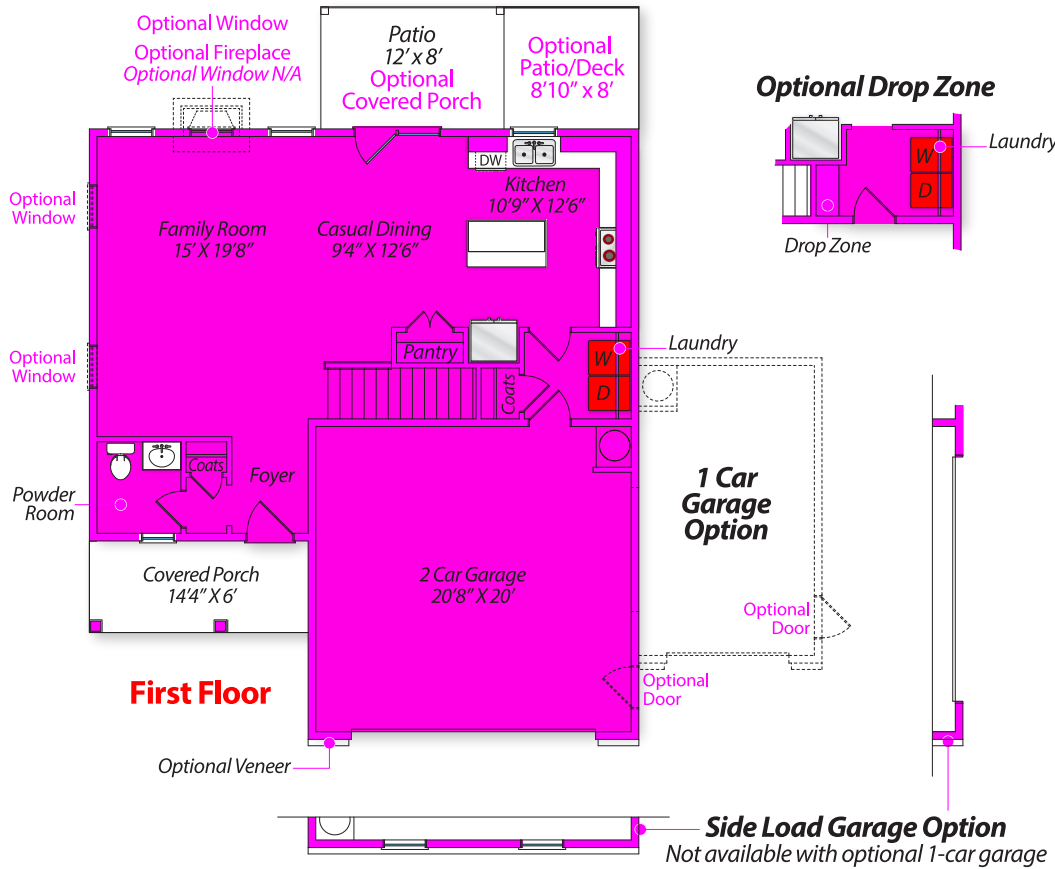 Optional Window
Optional Fireplace
Optional Window N/A
Patio
12' x 8'
Optional
Covered Porch
Optional
Patio/Deck
8'10" x 8'
Optional Drop Zone
W
D
Laundry
Drop Zone
Optional
Window
Family Room
15' X 19'8"
Casual Dining
9'4" X 12'6"
DW
Kitchen
10'9" X 12'6"
Optional
Window
Pantry
Coats
W
D
Laundry
Powder
Room
Coats
Foyer
1 Car
Garage
Option
Covered Porch
14'4" X 6'
2 Car Garage
20'8" X 20'
Optional
Door
First Floor
Optional
Door
Optional Veneer
Side Load Garage Option
Not available with optional 1-car garage